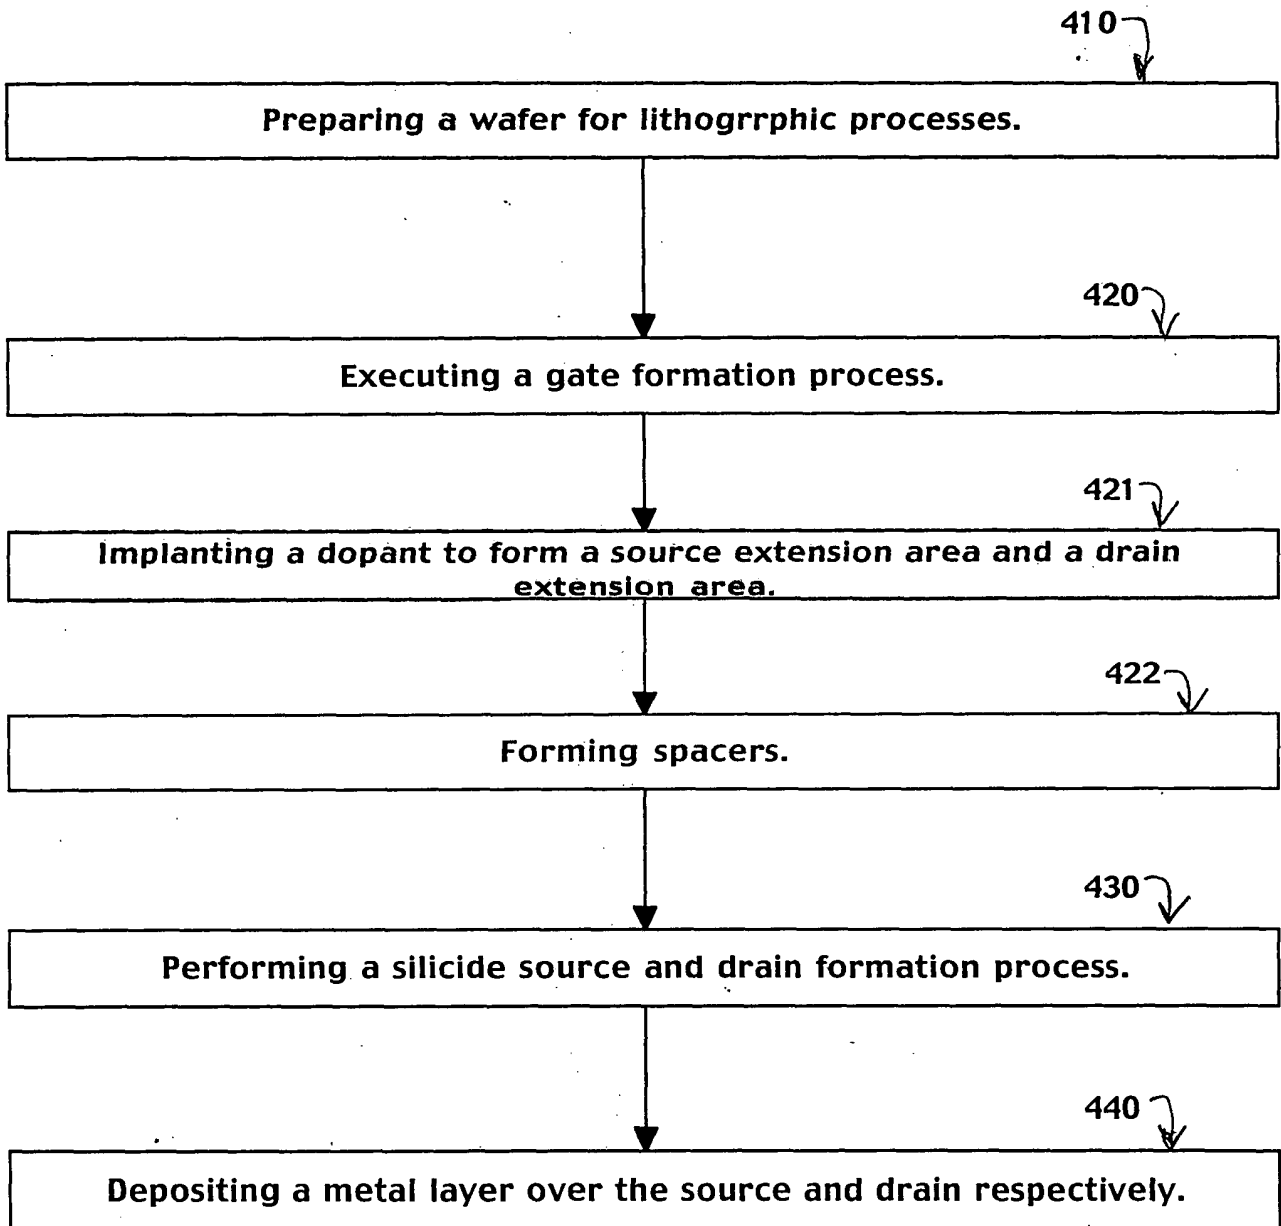 410
Preparing a wafer for lithogrrphic processes.
420
Executing a gate formation process.
421
Implanting a dopant to form a source extension area and a drain
extension area.
422
Forming spacers.
430
Performing a silicide source and drain formation process.
440
Depositing a metal layer over the source and drain respectively.